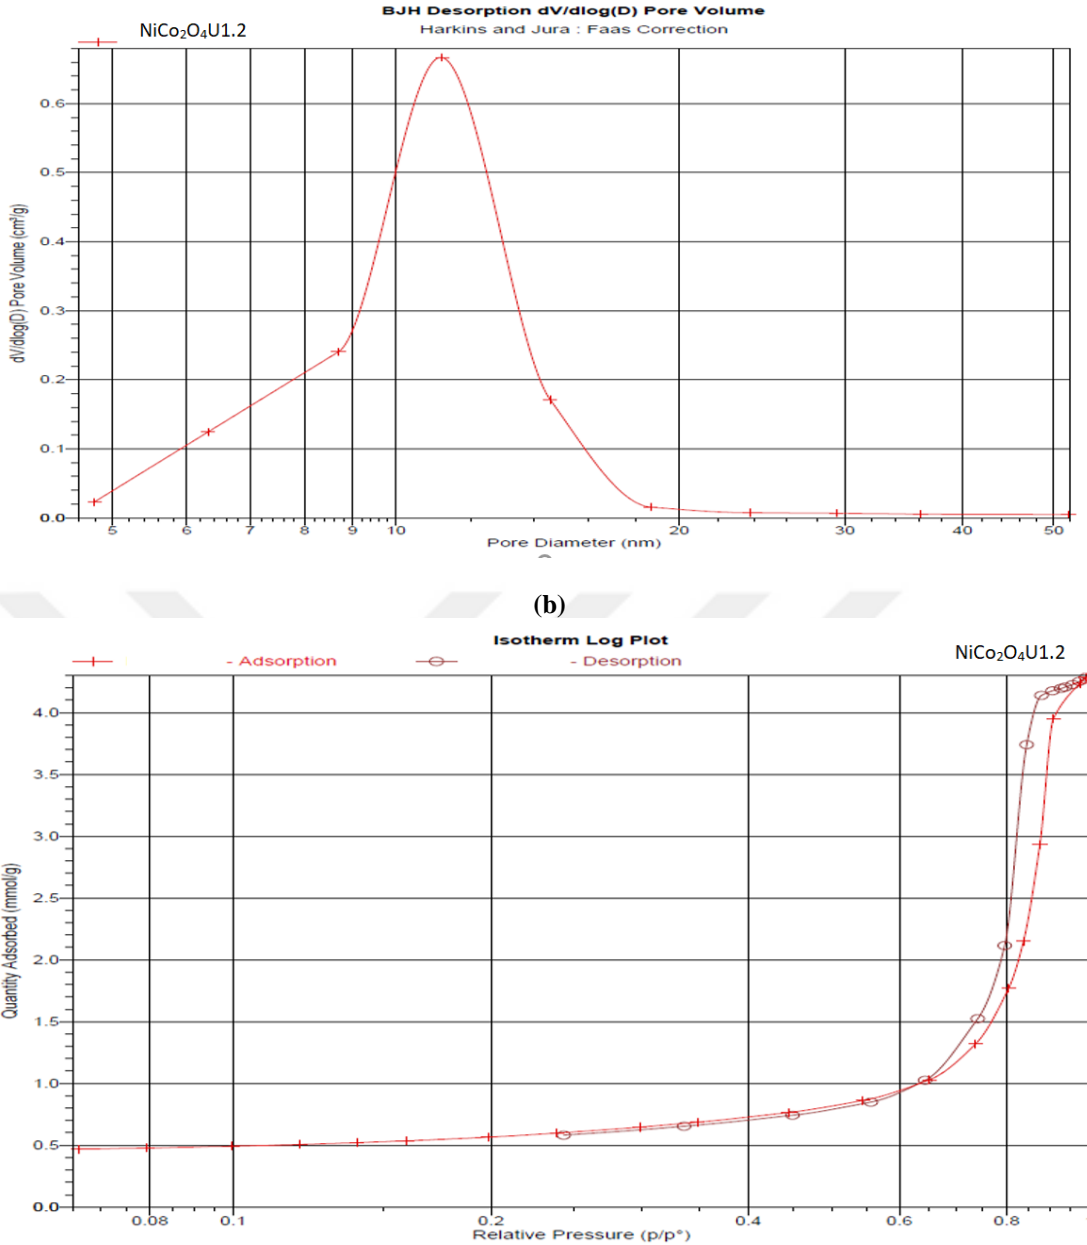 BJH Desorption dV/dlog(D) Pore Volume
NiCo₂O₄U1.2
Harkins and Jura : Faas Correction
dV/dlog(D) Pore Volume (cm³/g)
0.6
0.5
0.4
0.3
0.2
0.1
0.0
5 6 7 8 9 10 20 30 40 50
Pore Diameter (nm)
(b)
Isotherm Log Plot
- Adsorption - Desorption
NiCo₂O₄U1.2
Quantity Adsorbed (mmol/g)
4.0
3.5
3.0
2.5
2.0
1.5
1.0
0.5
0.0
0.08 0.1 0.2 0.4 0.6 0.8
Relative Pressure (p/p°)